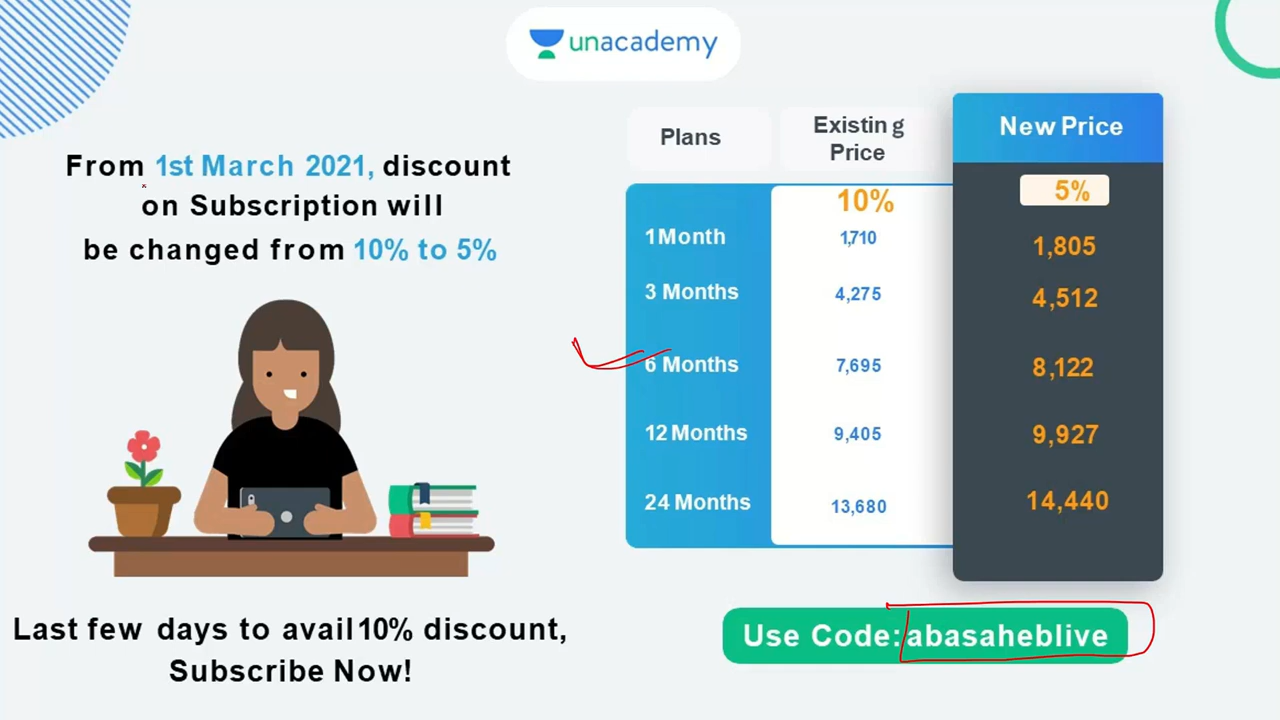 unacademy
From 1st March 2021, discount
on Subscription will
be changed from 10% to 5%
Plans
Existing
Price
New Price
10%
5%
1 Month
1,710
1,805
3 Months
4,275
4,512
6 Months
7,695
8,122
12 Months
9,405
9,927
24 Months
13,680
14,440
Last few days to avail 10% discount,
Subscribe Now!
Use Code: abasaheblive